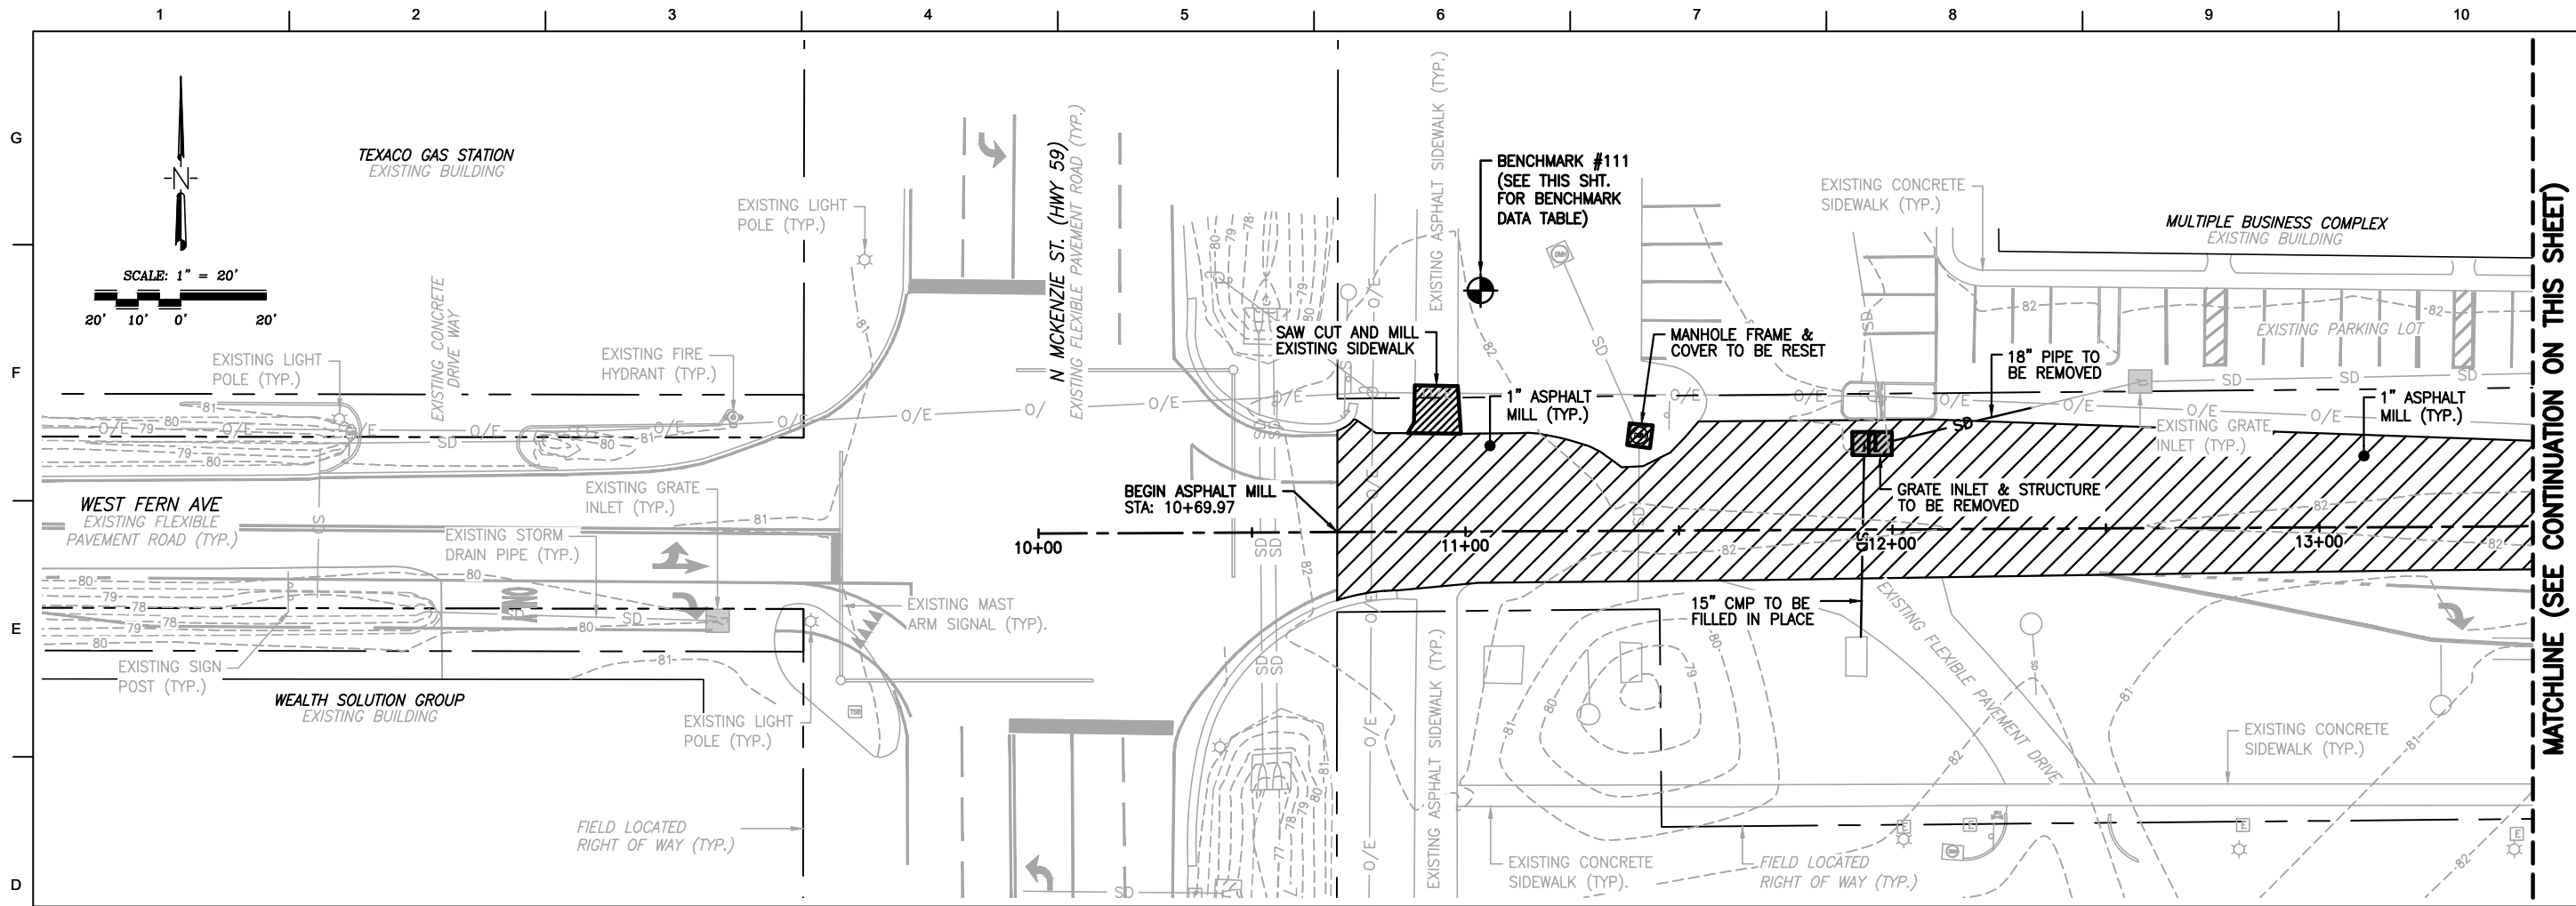 1 2 3 4 5 6 7 8 9 10
G
F
E
D
N
SCALE: 1" = 20'
20' 10' 0' 20'
TEXACO GAS STATION
EXISTING BUILDING
EXISTING LIGHT
POLE (TYP.)
N MCKENZIE ST. (HWY 59)
EXISTING FLEXIBLE PAVEMENT ROAD (TYP.)
EXISTING ASPHALT SIDEWALK (TYP.)
BENCHMARK #111
(SEE THIS SHT.
FOR BENCHMARK
DATA TABLE)
EXISTING CONCRETE
SIDEWALK (TYP.)
MULTIPLE BUSINESS COMPLEX
EXISTING BUILDING
EXISTING PARKING LOT
EXISTING LIGHT
POLE (TYP.)
EXISTING CONCRETE
DRIVE WAY
EXISTING FIRE
HYDRANT (TYP.)
SAW CUT AND MILL
EXISTING SIDEWALK
MANHOLE FRAME &
COVER TO BE RESET
18" PIPE TO
BE REMOVED
1" ASPHALT
MILL (TYP.)
1" ASPHALT
MILL (TYP.)
EXISTING GRATE
INLET (TYP.)
WEST FERN AVE
EXISTING FLEXIBLE
PAVEMENT ROAD (TYP.)
EXISTING GRATE
INLET (TYP.)
EXISTING STORM
DRAIN PIPE (TYP.)
BEGIN ASPHALT MILL
STA: 10+69.97
GRATE INLET & STRUCTURE
TO BE REMOVED
10+00
11+00
12+00
13+00
EXISTING MAST
ARM SIGNAL (TYP).
15" CMP TO BE
FILLED IN PLACE
EXISTING FLEXIBLE PAVEMENT DRIVE
EXISTING SIGN
POST (TYP.)
WEALTH SOLUTION GROUP
EXISTING BUILDING
EXISTING LIGHT
POLE (TYP.)
EXISTING ASPHALT SIDEWALK (TYP.)
EXISTING CONCRETE
SIDEWALK (TYP.)
FIELD LOCATED
RIGHT OF WAY (TYP.)
EXISTING CONCRETE
SIDEWALK (TYP).
FIELD LOCATED
RIGHT OF WAY (TYP.)
MATCHLINE (SEE CONTINUATION ON THIS SHEET)